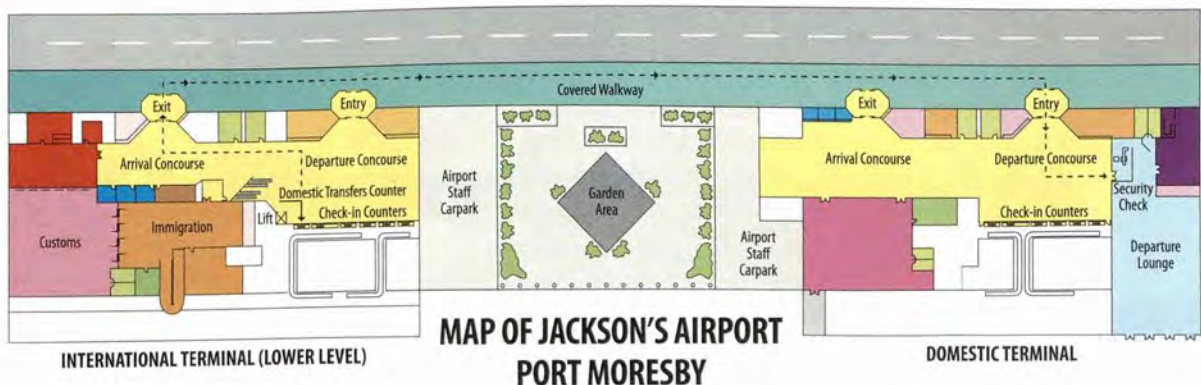 Covered Walkway
Exit
Entry
Exit
Entry
Arrival Concourse
Departure Concourse
Arrival Concourse
Departure Concourse
Domestic Transfers Counter
Lift
Check-in Counters
Customs
Immigration
Airport
Staff
Carpark
Garden
Area
Airport
Staff
Carpark
Check-in Counters
Security
Check
Departure
Lounge
INTERNATIONAL TERMINAL (LOWER LEVEL)
MAP OF JACKSON'S AIRPORT
PORT MORESBY
DOMESTIC TERMINAL